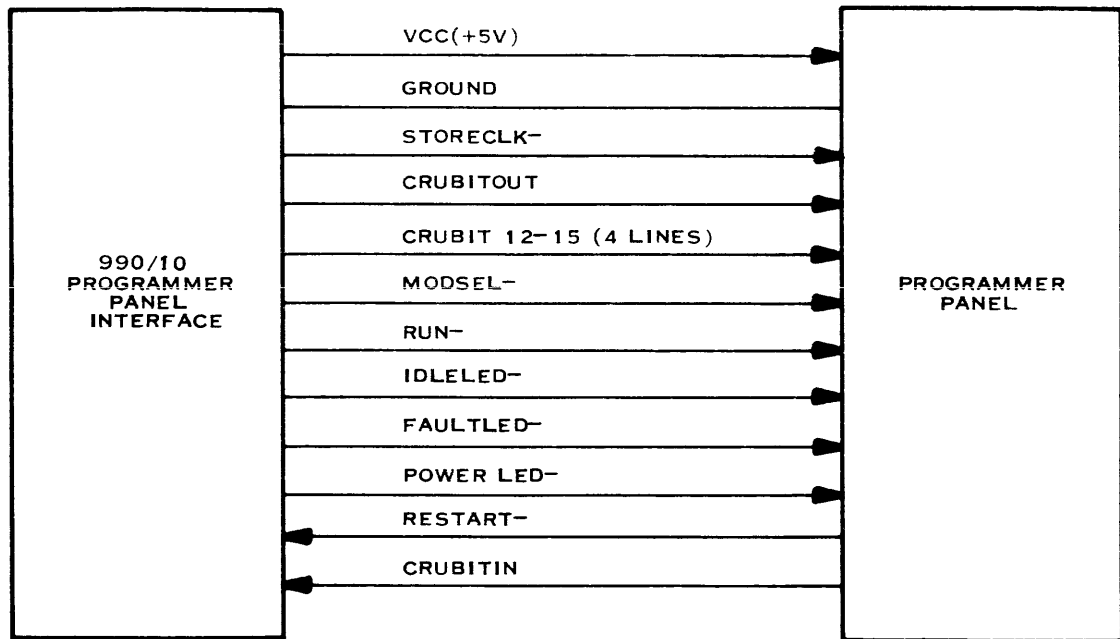 990/10
PROGRAMMER
PANEL
INTERFACE
VCC(+5V)
GROUND
STORECLK-
CRUBITOUT
CRUBIT 12-15 (4 LINES)
MODSEL-
RUN-
IDLELED-
FAULTLED-
POWER LED-
RESTART-
CRUBITIN
PROGRAMMER
PANEL